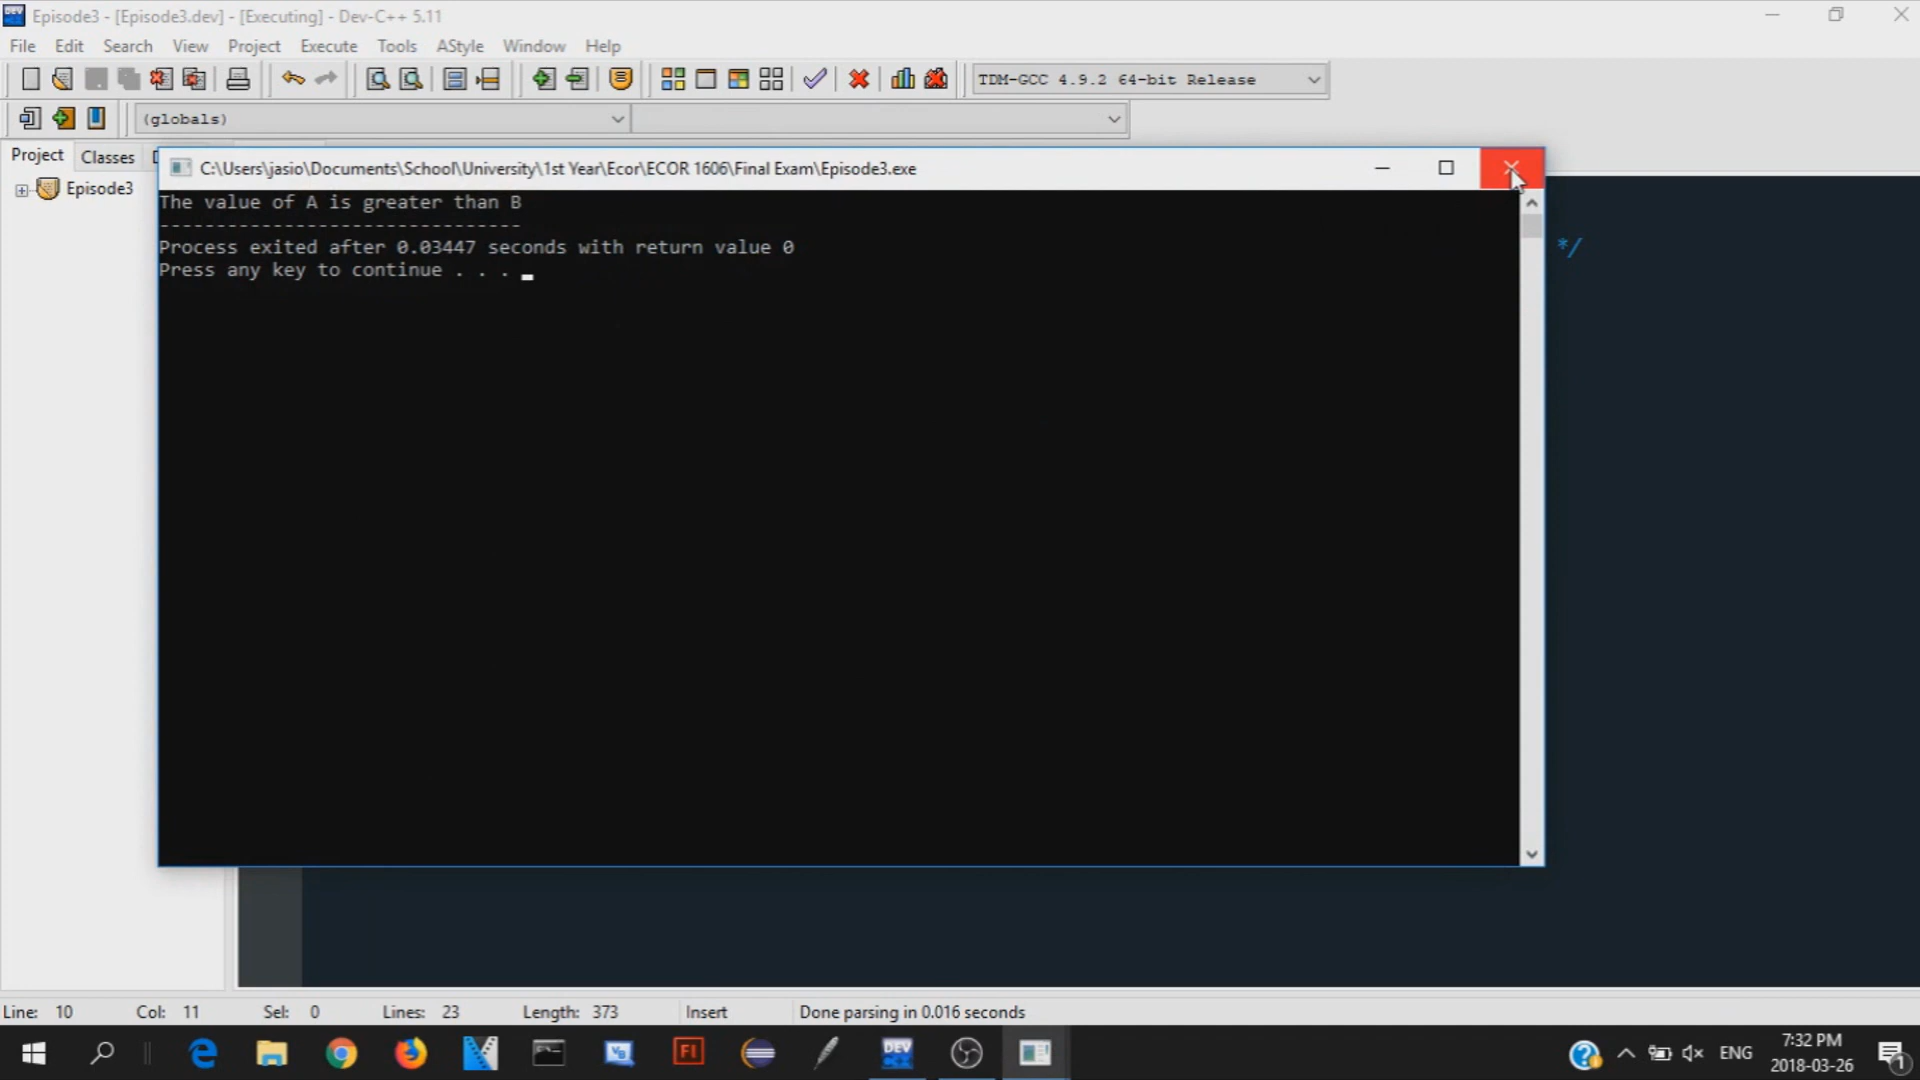 Episode3 - [Episode3.dev] - [Executing] - Dev-C++ 5.11
File Edit Search View Project Execute Tools AStyle Window Help
TDM-GCC 4.9.2 64-bit Release
(globals)
Project Classes D
C:\Users\jasio\Documents\School\University\1st Year\Ecor\ECOR 1606\Final Exam\Episode3.exe
Episode3
The value of A is greater than B
--------------------------------
Process exited after 0.03447 seconds with return value 0
Press any key to continue . . .
*/
Line: 10 Col: 11 Sel: 0 Lines: 23 Length: 373 Insert Done parsing in 0.016 seconds
ENG
7:32 PM
2018-03-26
1
DEV
VB
Fl